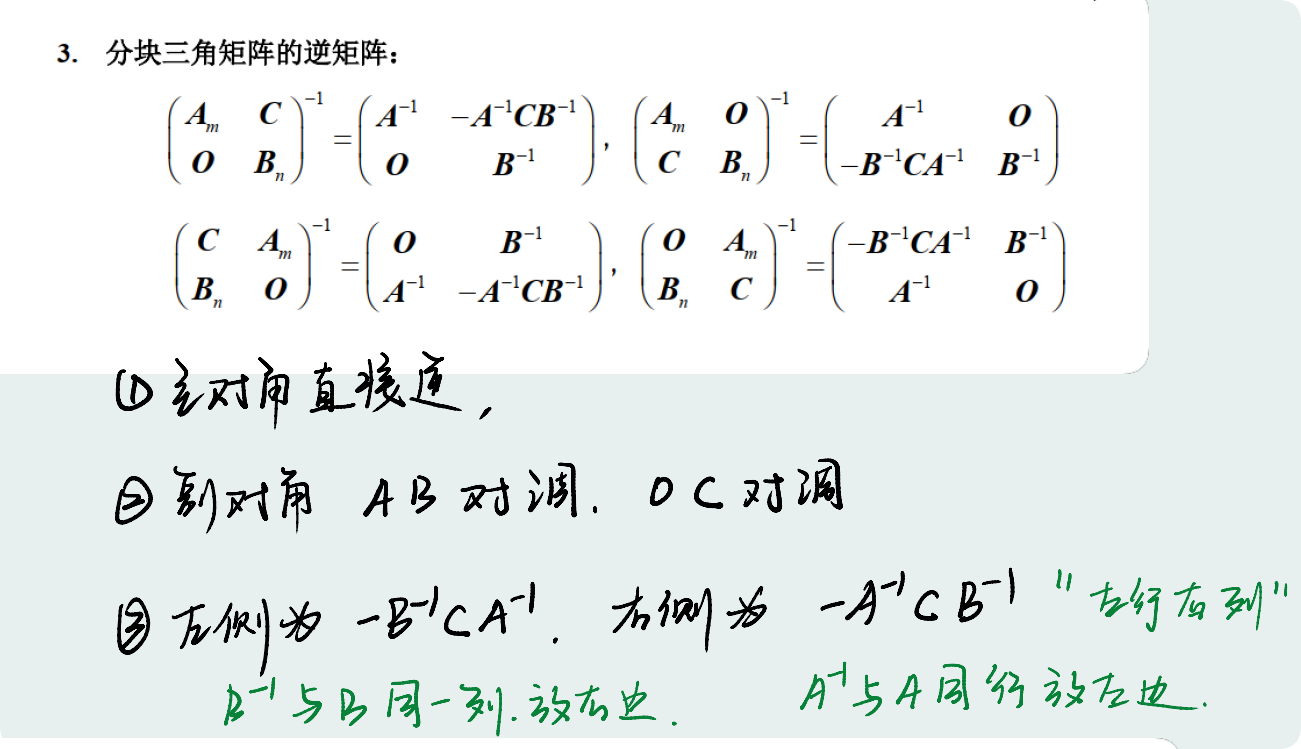 3. 分块三角矩阵的逆矩阵：
\begin{pmatrix} A_m & C \\ O & B_n \end{pmatrix}^{-1} = \begin{pmatrix} A^{-1} & -A^{-1}CB^{-1} \\ O & B^{-1} \end{pmatrix}， \begin{pmatrix} A_m & O \\ C & B_n \end{pmatrix}^{-1} = \begin{pmatrix} A^{-1} & O \\ -B^{-1}CA^{-1} & B^{-1} \end{pmatrix}
\begin{pmatrix} C & A_m \\ B_n & O \end{pmatrix}^{-1} = \begin{pmatrix} O & B^{-1} \\ A^{-1} & -A^{-1}CB^{-1} \end{pmatrix}， \begin{pmatrix} O & A_m \\ B_n & C \end{pmatrix}^{-1} = \begin{pmatrix} -B^{-1}CA^{-1} & B^{-1} \\ A^{-1} & O \end{pmatrix}
① 主对角直接逆，
② 副对角 AB对调. OC对调
③ 左侧为 -B⁻¹CA⁻¹. 右侧为 -A⁻¹CB⁻¹ "左行右列"
B⁻¹与B同一列.放右边. A⁻¹与A同行放左边.